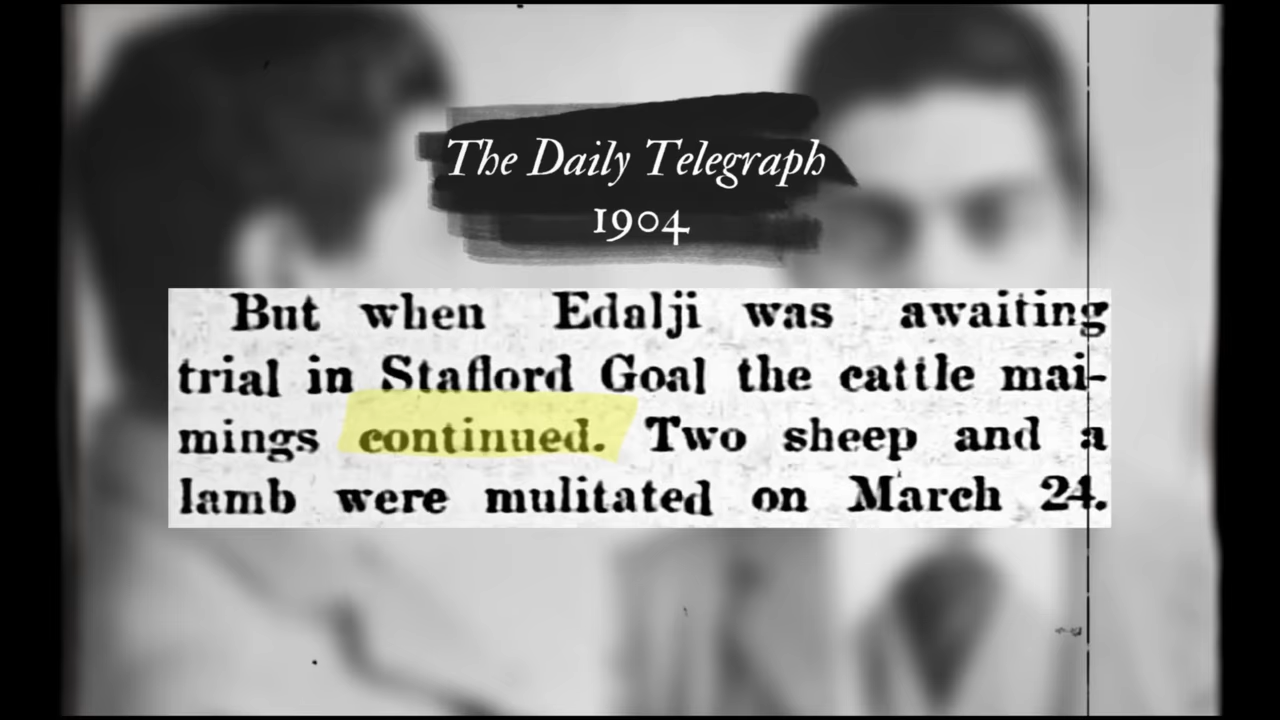 The Daily Telegraph
1904
But when Edalji was awaiting
trial in Stafford Goal the cattle mai-
mings continued. Two sheep and a
lamb were mulitated on March 24.